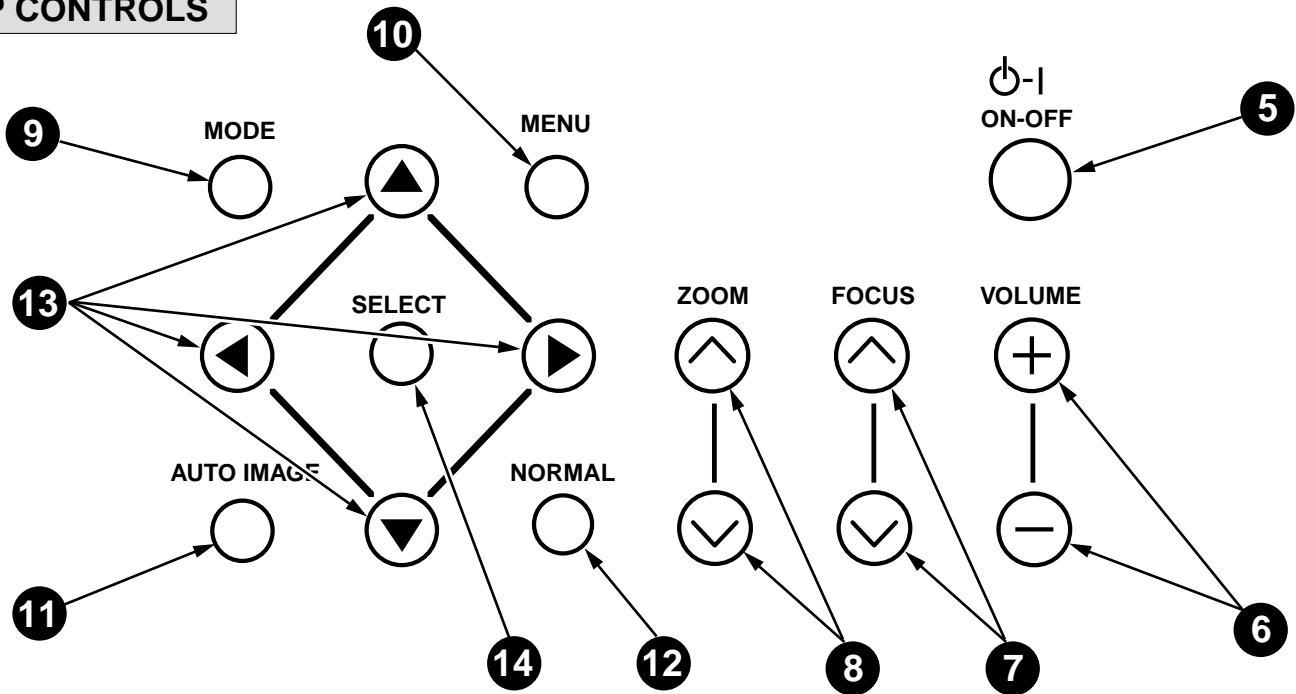 CONTROLS
10
5
ON-OFF
9
MODE
MENU
13
SELECT
ZOOM
FOCUS
VOLUME
AUTO IMAGE
NORMAL
11
14
12
8
7
6